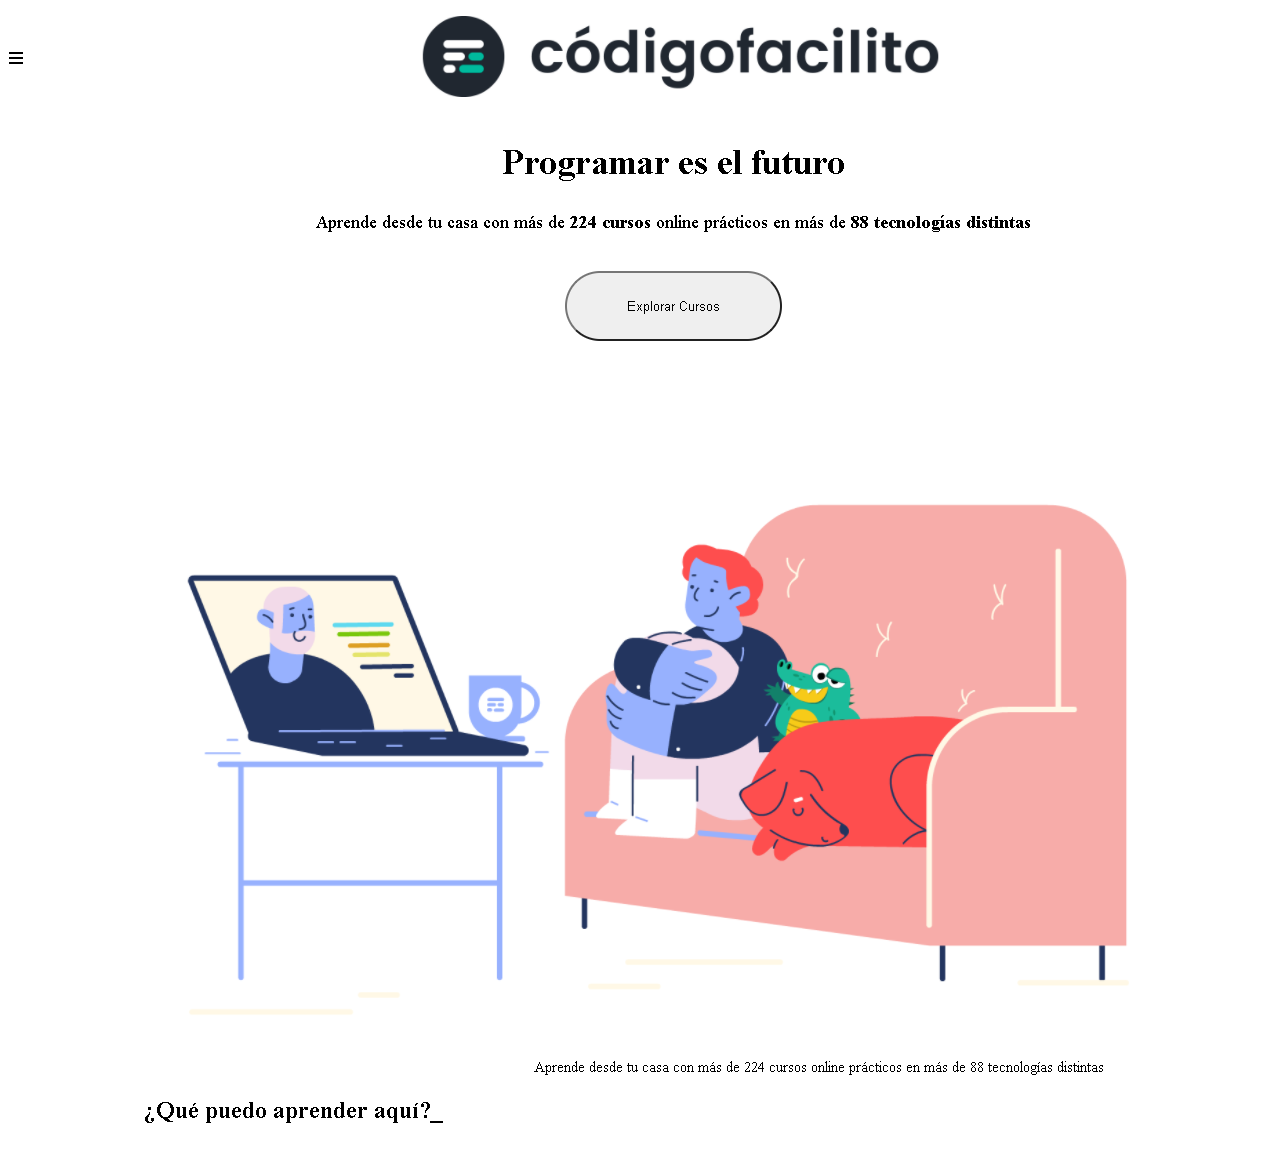 códigofacilito
Programar es el futuro
Aprende desde tu casa con más de 224 cursos online prácticos en más de 88 tecnologías distintas
Explorar Cursos
Aprende desde tu casa con más de 224 cursos online prácticos en más de 88 tecnologías distintas
¿Qué puedo aprender aquí?_